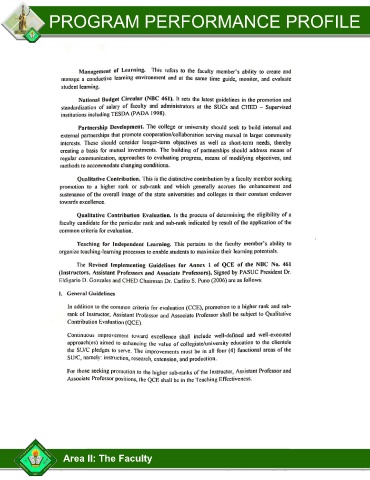 PROGRAM PERFORMANCE PROFILE
Management of Learning. This refers to the faculty member's ability to create and
manage a conducive learning environment and at the same time guide, monitor, and evaluate
student learning.
National Budget Circular (NBC 461). It sets the latest guidelines in the promotion and
standardization of salary of faculty and administrators at the SUCs and CHED – Supervised
institutions including TESDA (PADA 1998).
Partnership Development. The college or university should seek to build internal and
external partnerships that promote cooperation/collaboration serving mutual in larger community
interests. These should consider longer-term objectives as well as short-term needs, thereby
creating a basis for mutual investments. The building of partnerships should address means of
regular communication, approaches to evaluating progress, means of modifying objectives, and
methods to accommodate changing conditions.
Qualitative Contribution. This is the distinctive contribution by a faculty member seeking
promotion to a higher rank or sub-rank and which generally accrues the enhancement and
sustenance of the overall image of the state universities and colleges in their constant endeavor
towards excellence.
Qualitative Contribution Evaluation. Is the process of determining the eligibility of a
faculty candidate for the particular rank and sub-rank indicated by result of the application of the
common criteria for evaluation.
Teaching for Independent Learning. This pertains to the faculty member's ability to
organize teaching-learning processes to enable students to maximize their learning potentials.
The Revised Implementing Guidelines for Annex 1 of QCE of the NBC No. 461
(Instructors, Assistant Professors and Associate Professors), Signed by PASUC President Dr.
Eldigario D. Gonzales and CHED Chairman Dr. Carlito S. Puno (2006) are as follows:
I. General Guidelines
In addition to the common criteria for evaluation (CCE), promotion to a higher rank and sub-
rank of Instructor, Assistant Professor and Associate Professor shall be subject to Qualitative
Contribution Evaluation (QCE).
Continuous improvement toward excellence shall include well-defined and well-executed
approach(es) aimed to enhancing the value of collegiate/university education to the clientele
the SU/C pledges to serve. The improvements must be in all four (4) functional areas of the
SU/C, namely: instruction, research, extension, and production.
For those seeking promotion to the higher sub-ranks of the Instructor, Assistant Professor and
Associate Professor positions, the QCE shall be in the Teaching Effectiveness.
Area II: The Faculty